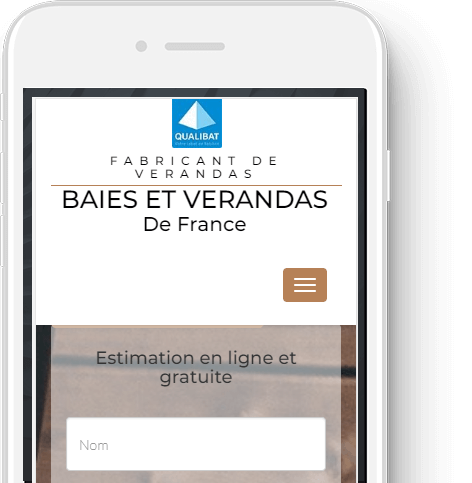 QUALIBAT
FABRICANT DE
VERANDAS
BAIES ET VERANDAS
De France
Estimation en ligne et
gratuite
Nom